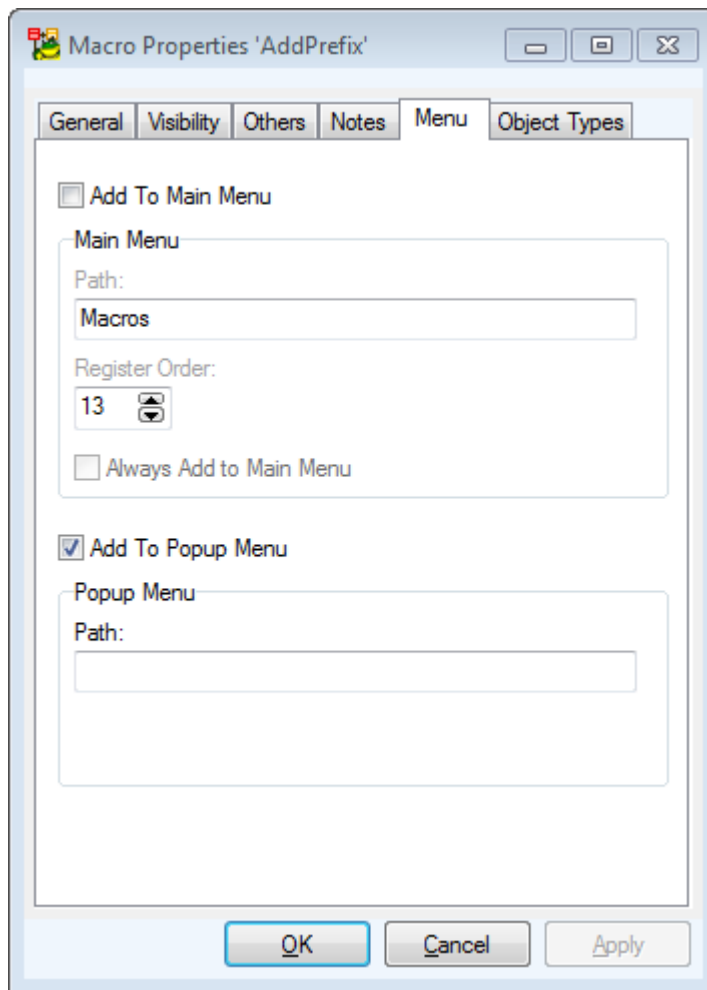 Macro Properties 'AddPrefix'
General Visibility Others Notes Menu Object Types
Add To Main Menu
Main Menu
Path:
Macros
Register Order:
13
Always Add to Main Menu
Add To Popup Menu
Popup Menu
Path:
OK Cancel Apply